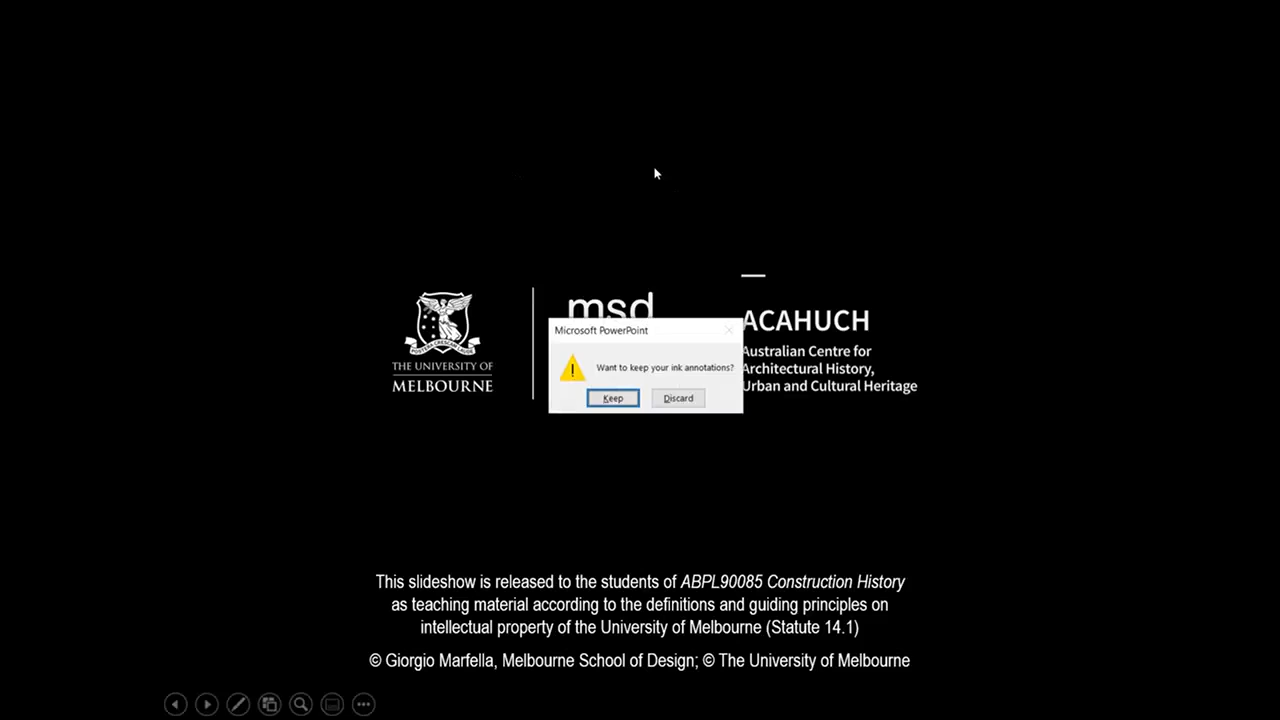 msd
ACAHUCH
Australian Centre for
Architectural History,
Urban and Cultural Heritage
THE UNIVERSITY OF
MELBOURNE
Microsoft PowerPoint
Want to keep your ink annotations?
Keep
Discard
This slideshow is released to the students of ABPL90085 Construction History
as teaching material according to the definitions and guiding principles on
intellectual property of the University of Melbourne (Statute 14.1)
© Giorgio Marfella, Melbourne School of Design; © The University of Melbourne